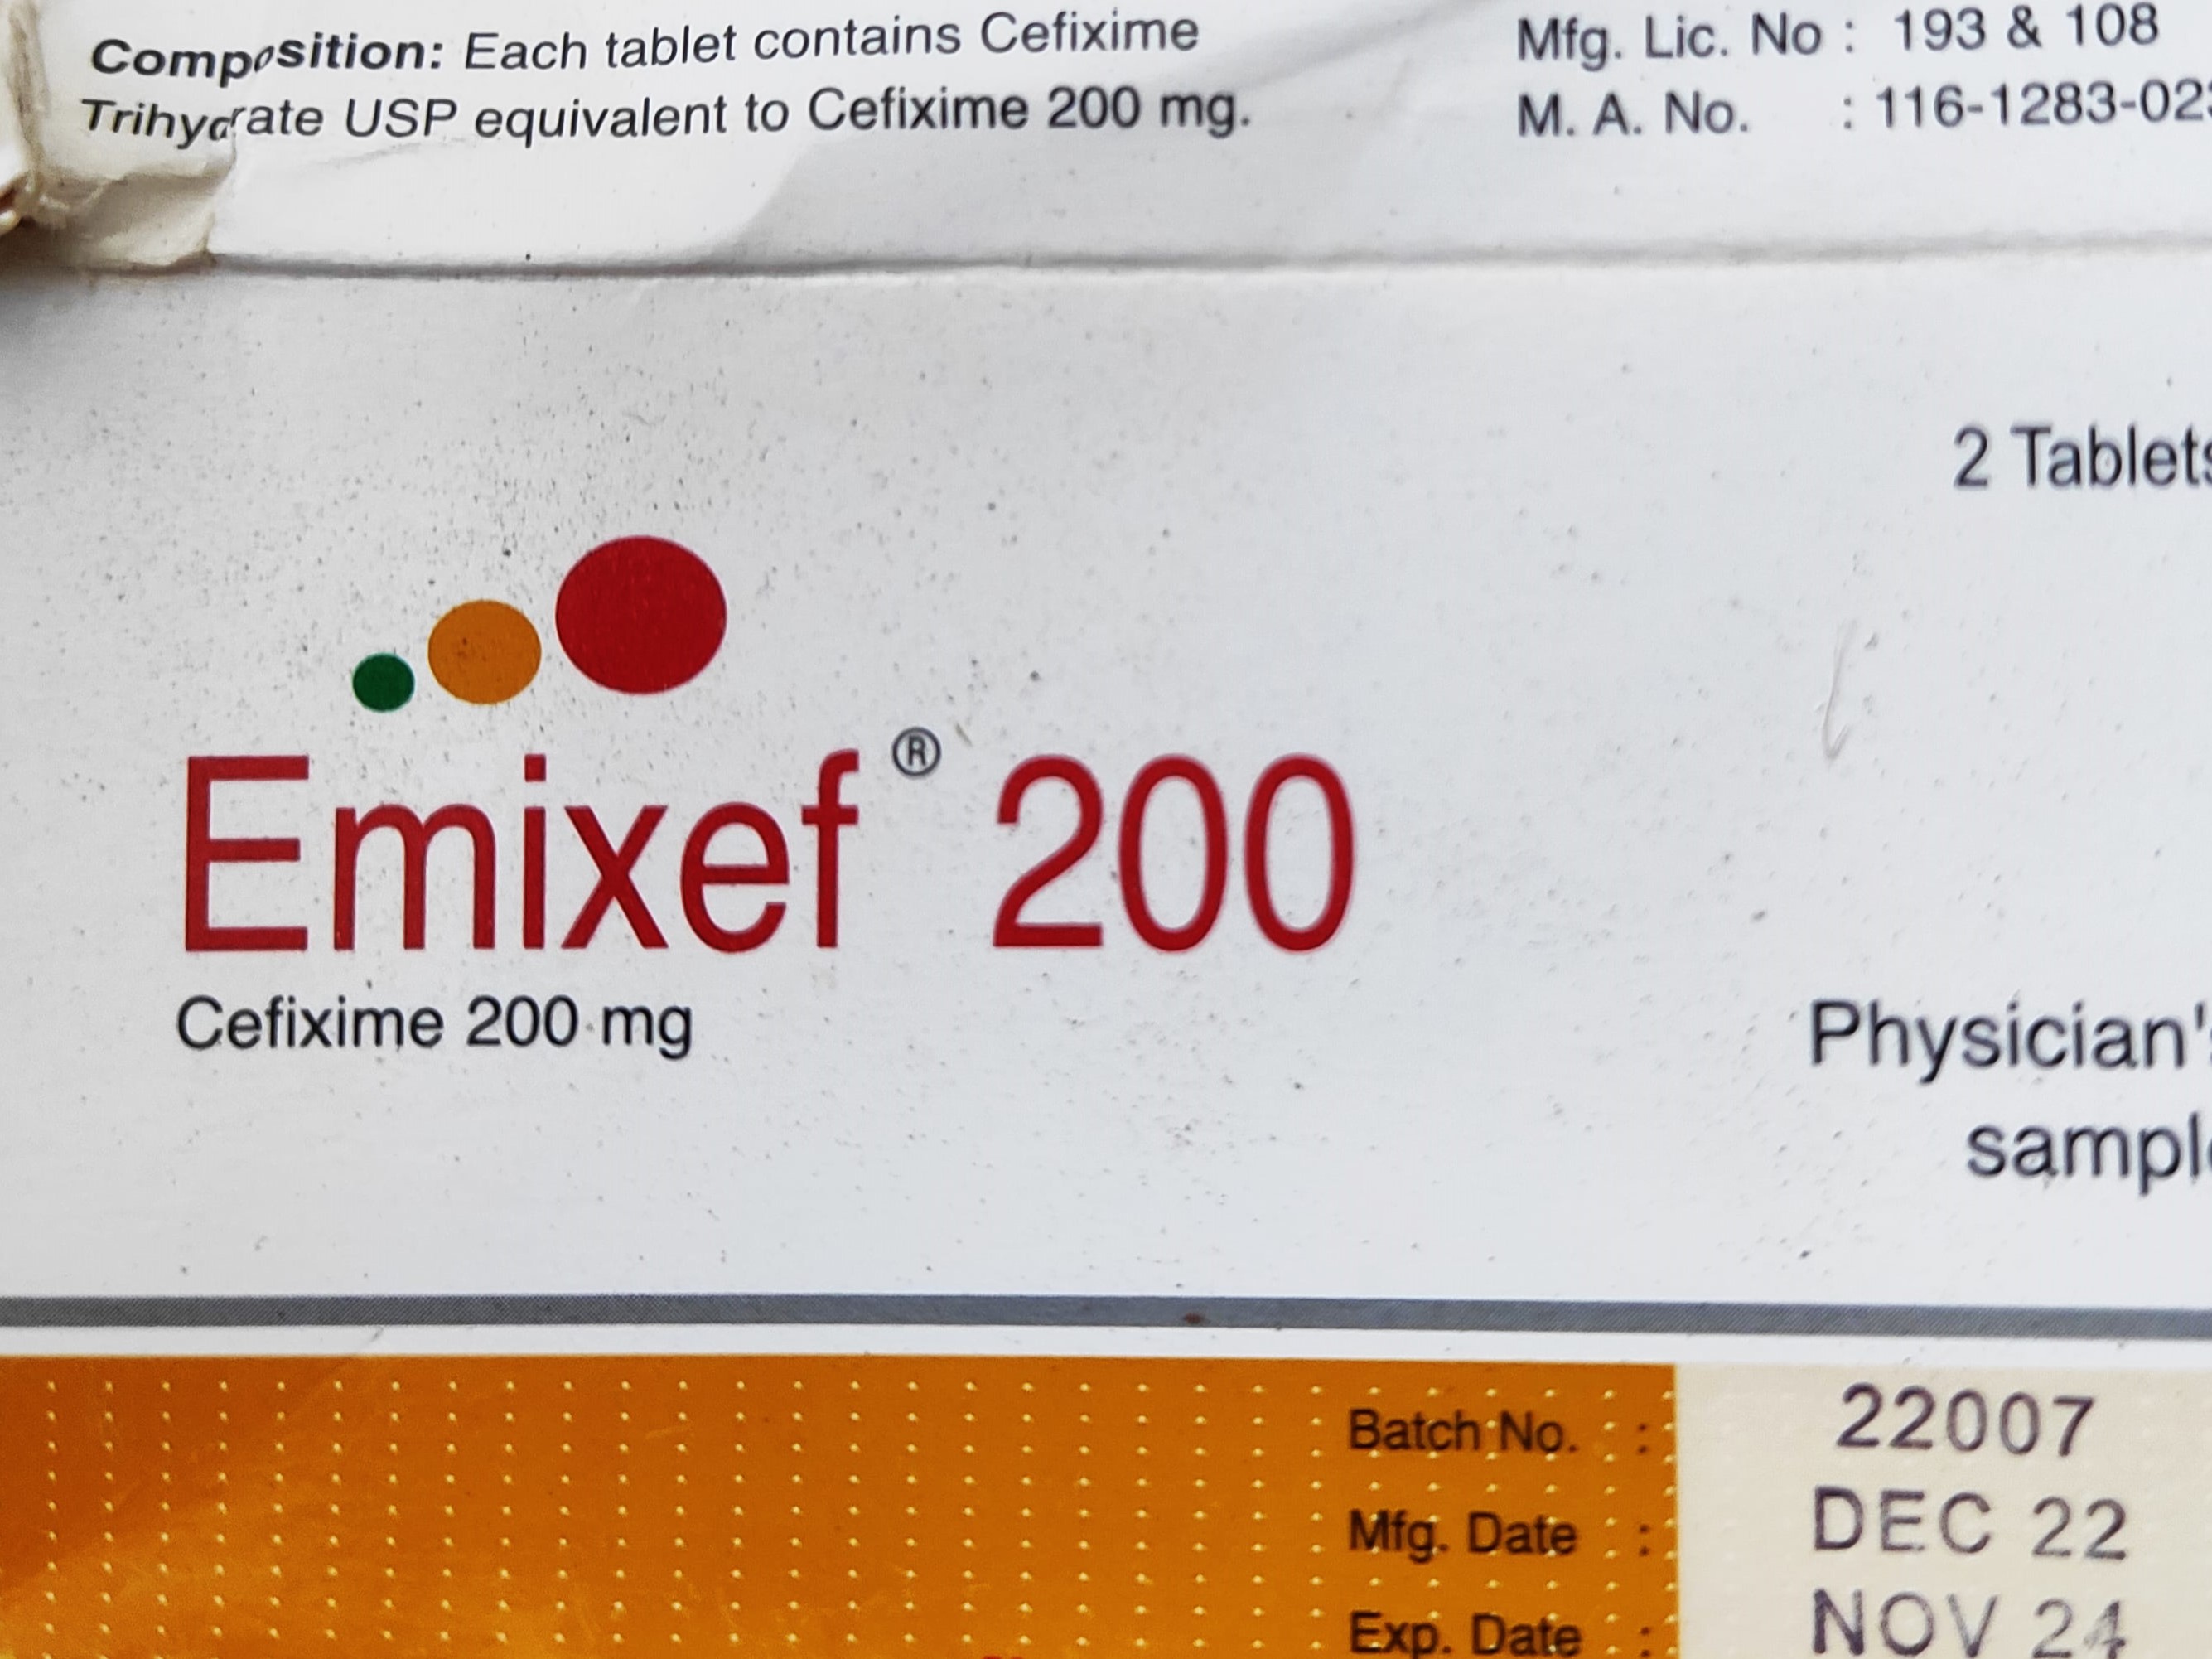 Composition: Each tablet contains Cefixime
Trihydrate USP equivalent to Cefixime 200 mg.
Mfg. Lic. No : 193 & 108
M. A. No. : 116-1283-02
2 Tablets
Emixef® 200
Cefixime 200 mg
Physician's
sample
Batch No. : 22007
Mfg. Date : DEC 22
Exp. Date : NOV 24